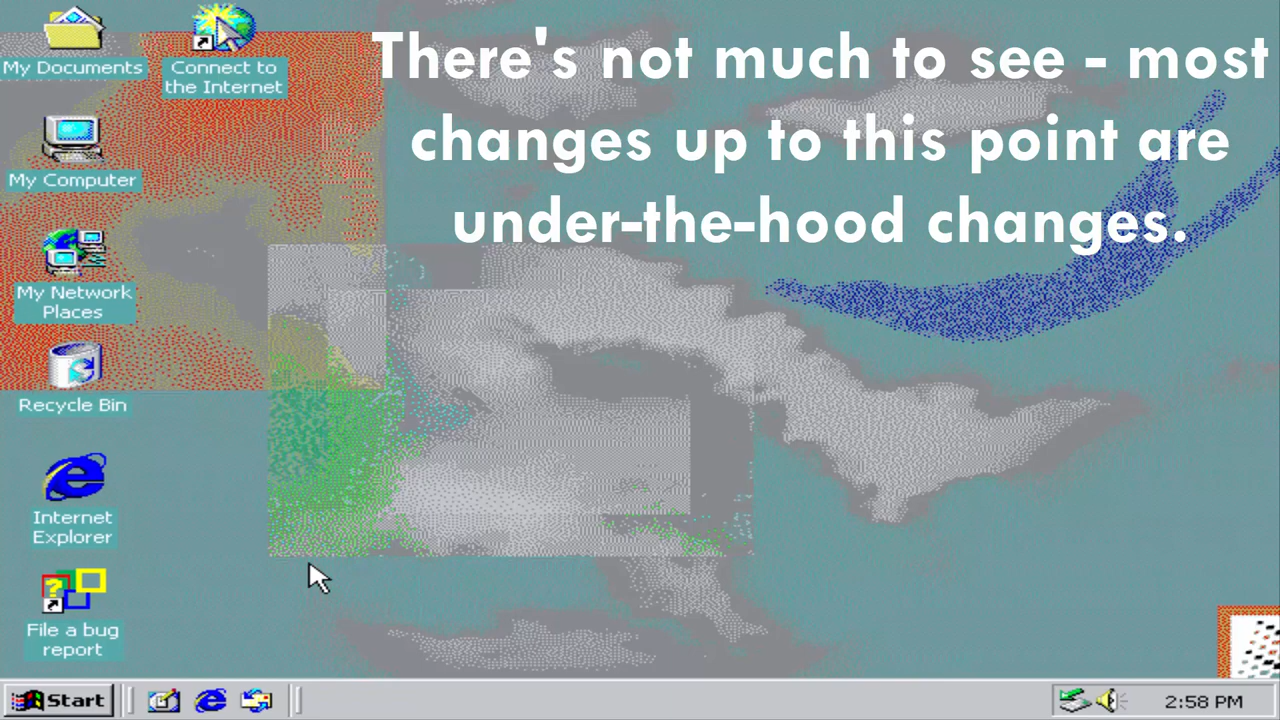 There's not much to see - most
changes up to this point are
under-the-hood changes.
My Documents
Connect to
the Internet
My Computer
My Network
Places
Recycle Bin
Internet
Explorer
File a bug
report
Start
2:58 PM